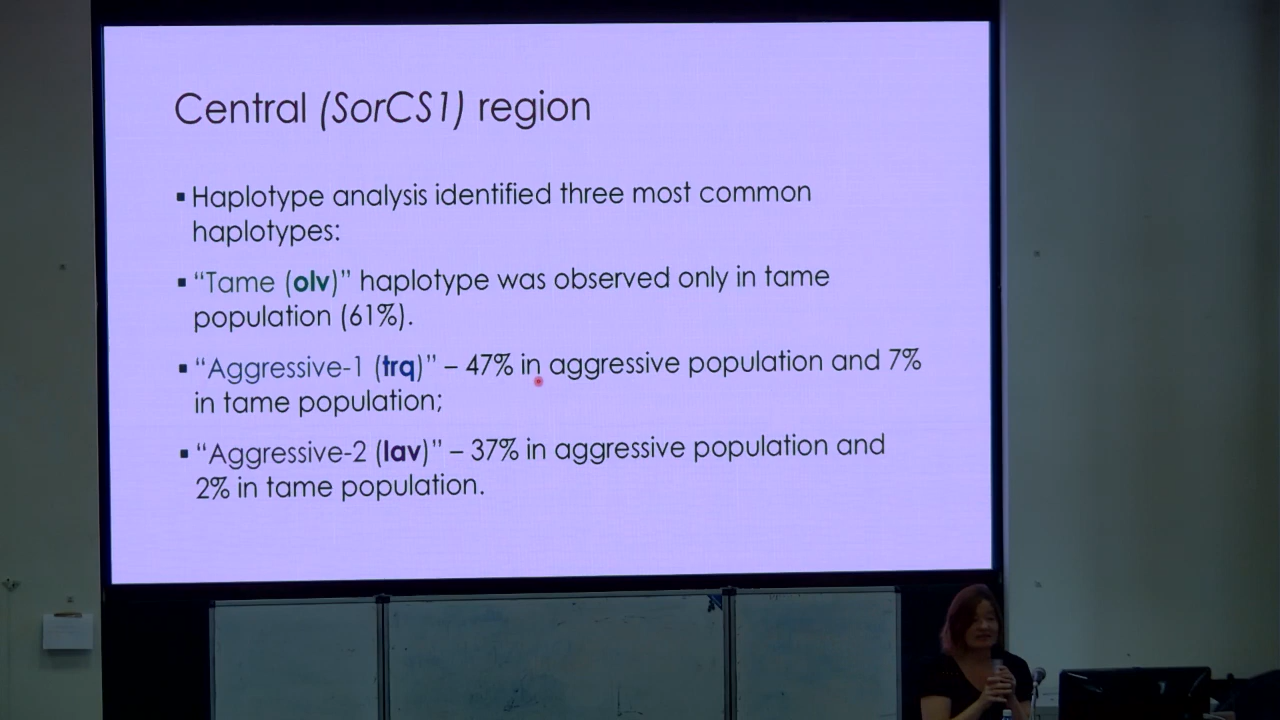 Central (SorCS1) region
▪ Haplotype analysis identified three most common
haplotypes:
▪ “Tame (olv)” haplotype was observed only in tame
population (61%).
▪ “Aggressive-1 (trq)” – 47% in aggressive population and 7%
in tame population;
▪ “Aggressive-2 (lav)” – 37% in aggressive population and
2% in tame population.